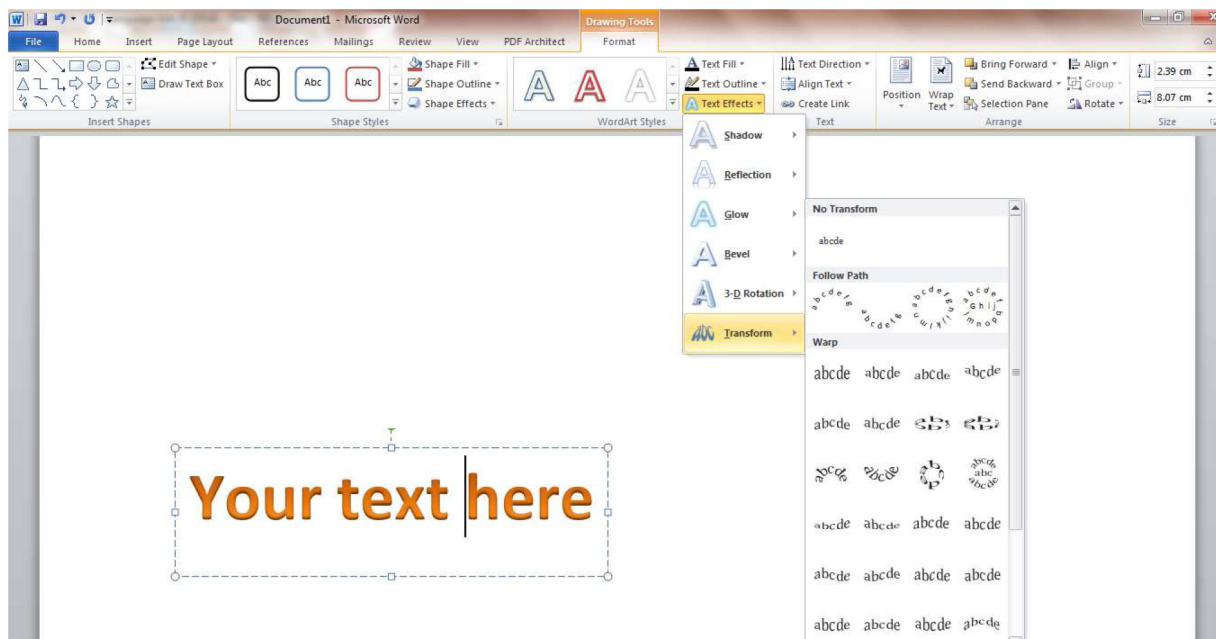 W Document1 - Microsoft Word Drawing Tools
File Home Insert Page Layout References Mailings Review View PDF Architect Format
Edit Shape Abc Abc Abc Shape Fill A A A Text Fill Text Direction Bring Forward Align 2.39 cm
Draw Text Box Shape Outline Text Outline Align Text Position Wrap Text Send Backward Group 8.07 cm
Shape Effects Text Effects Create Link Selection Pane Rotate
Insert Shapes Shape Styles WordArt Styles Text Arrange Size
Shadow
Reflection
Glow
Bevel
3-D Rotation
Transform
No Transform
abcde
Follow Path
abcdefg abcdefg
Warp
abcde abcde abcde abcde
abcde abcde
abcde abcde
abcde abcde abcde abcde
abcde abcde abcde abcde
abcde abcde abcde abcde
Your text here